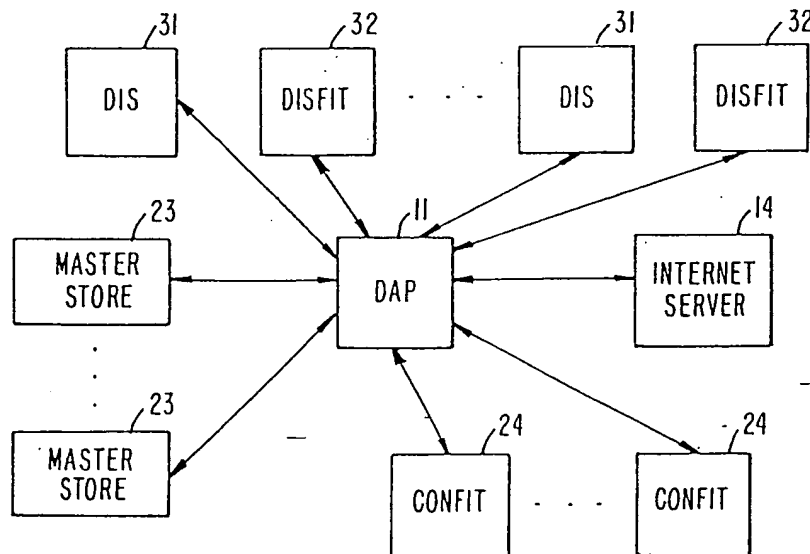 31
32
31
32
DIS
DISFIT
DIS
DISFIT
23
11
14
MASTER
STORE
DAP
INTERNET
SERVER
23
24
24
MASTER
STORE
CONFIT
CONFIT